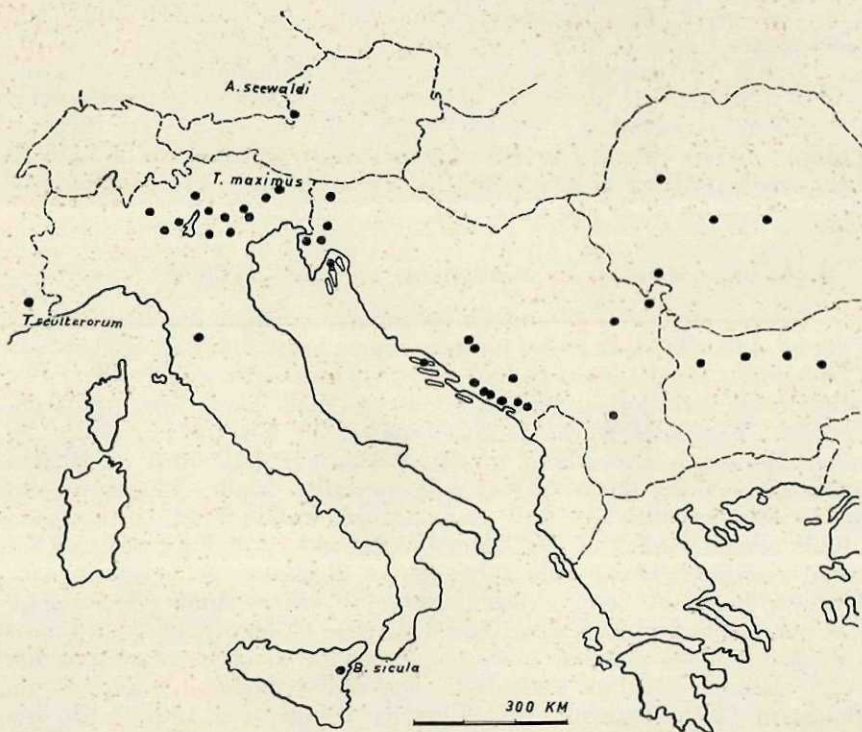 A. seewaldi
T. maximus
T. sculterorum
B. sicula
300 KM